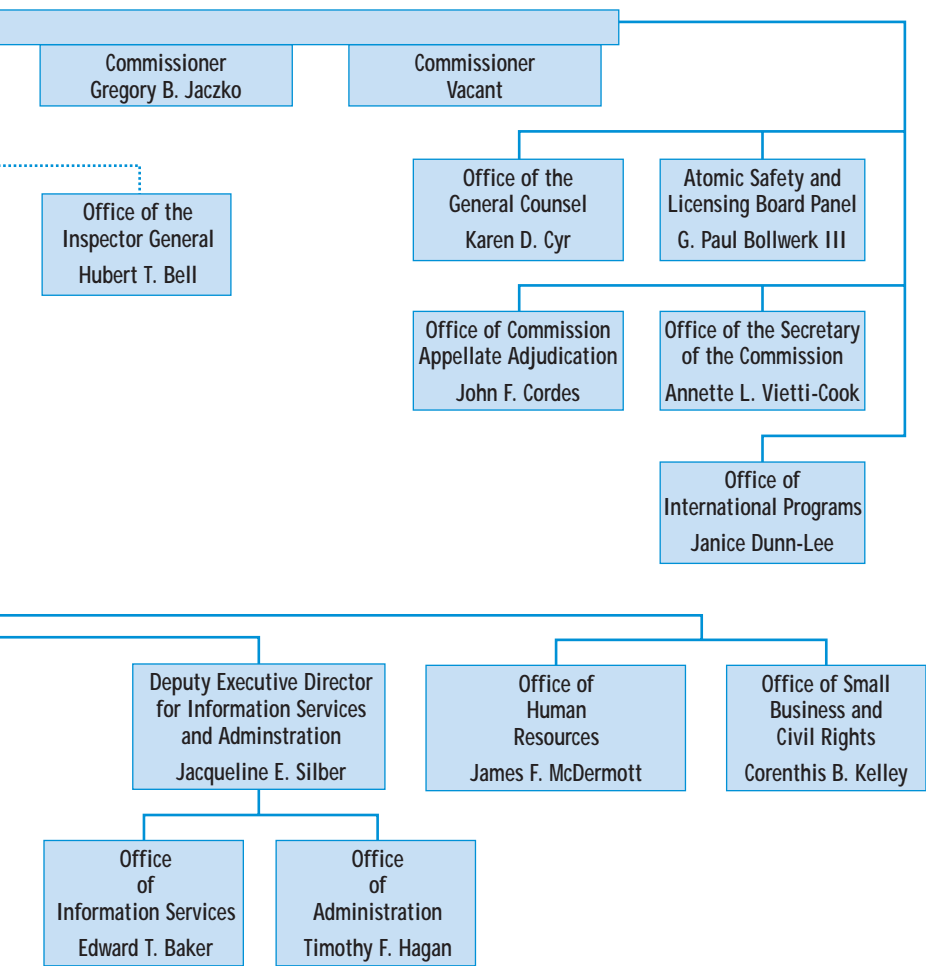 Commissioner
Gregory B. Jaczko
Commissioner
Vacant
Office of the
General Counsel
Karen D. Cyr
Atomic Safety and
Licensing Board Panel
G. Paul Bollwerk III
Office of the
Inspector General
Hubert T. Bell
Office of Commission
Appellate Adjudication
John F. Cordes
Office of the Secretary
of the Commission
Annette L. Vietti-Cook
Office of
International Programs
Janice Dunn-Lee
Deputy Executive Director
for Information Services
and Adminstration
Jacqueline E. Silber
Office of
Human
Resources
James F. McDermott
Office of Small
Business and
Civil Rights
Corenthis B. Kelley
Office
of
Information Services
Edward T. Baker
Office
of
Administration
Timothy F. Hagan